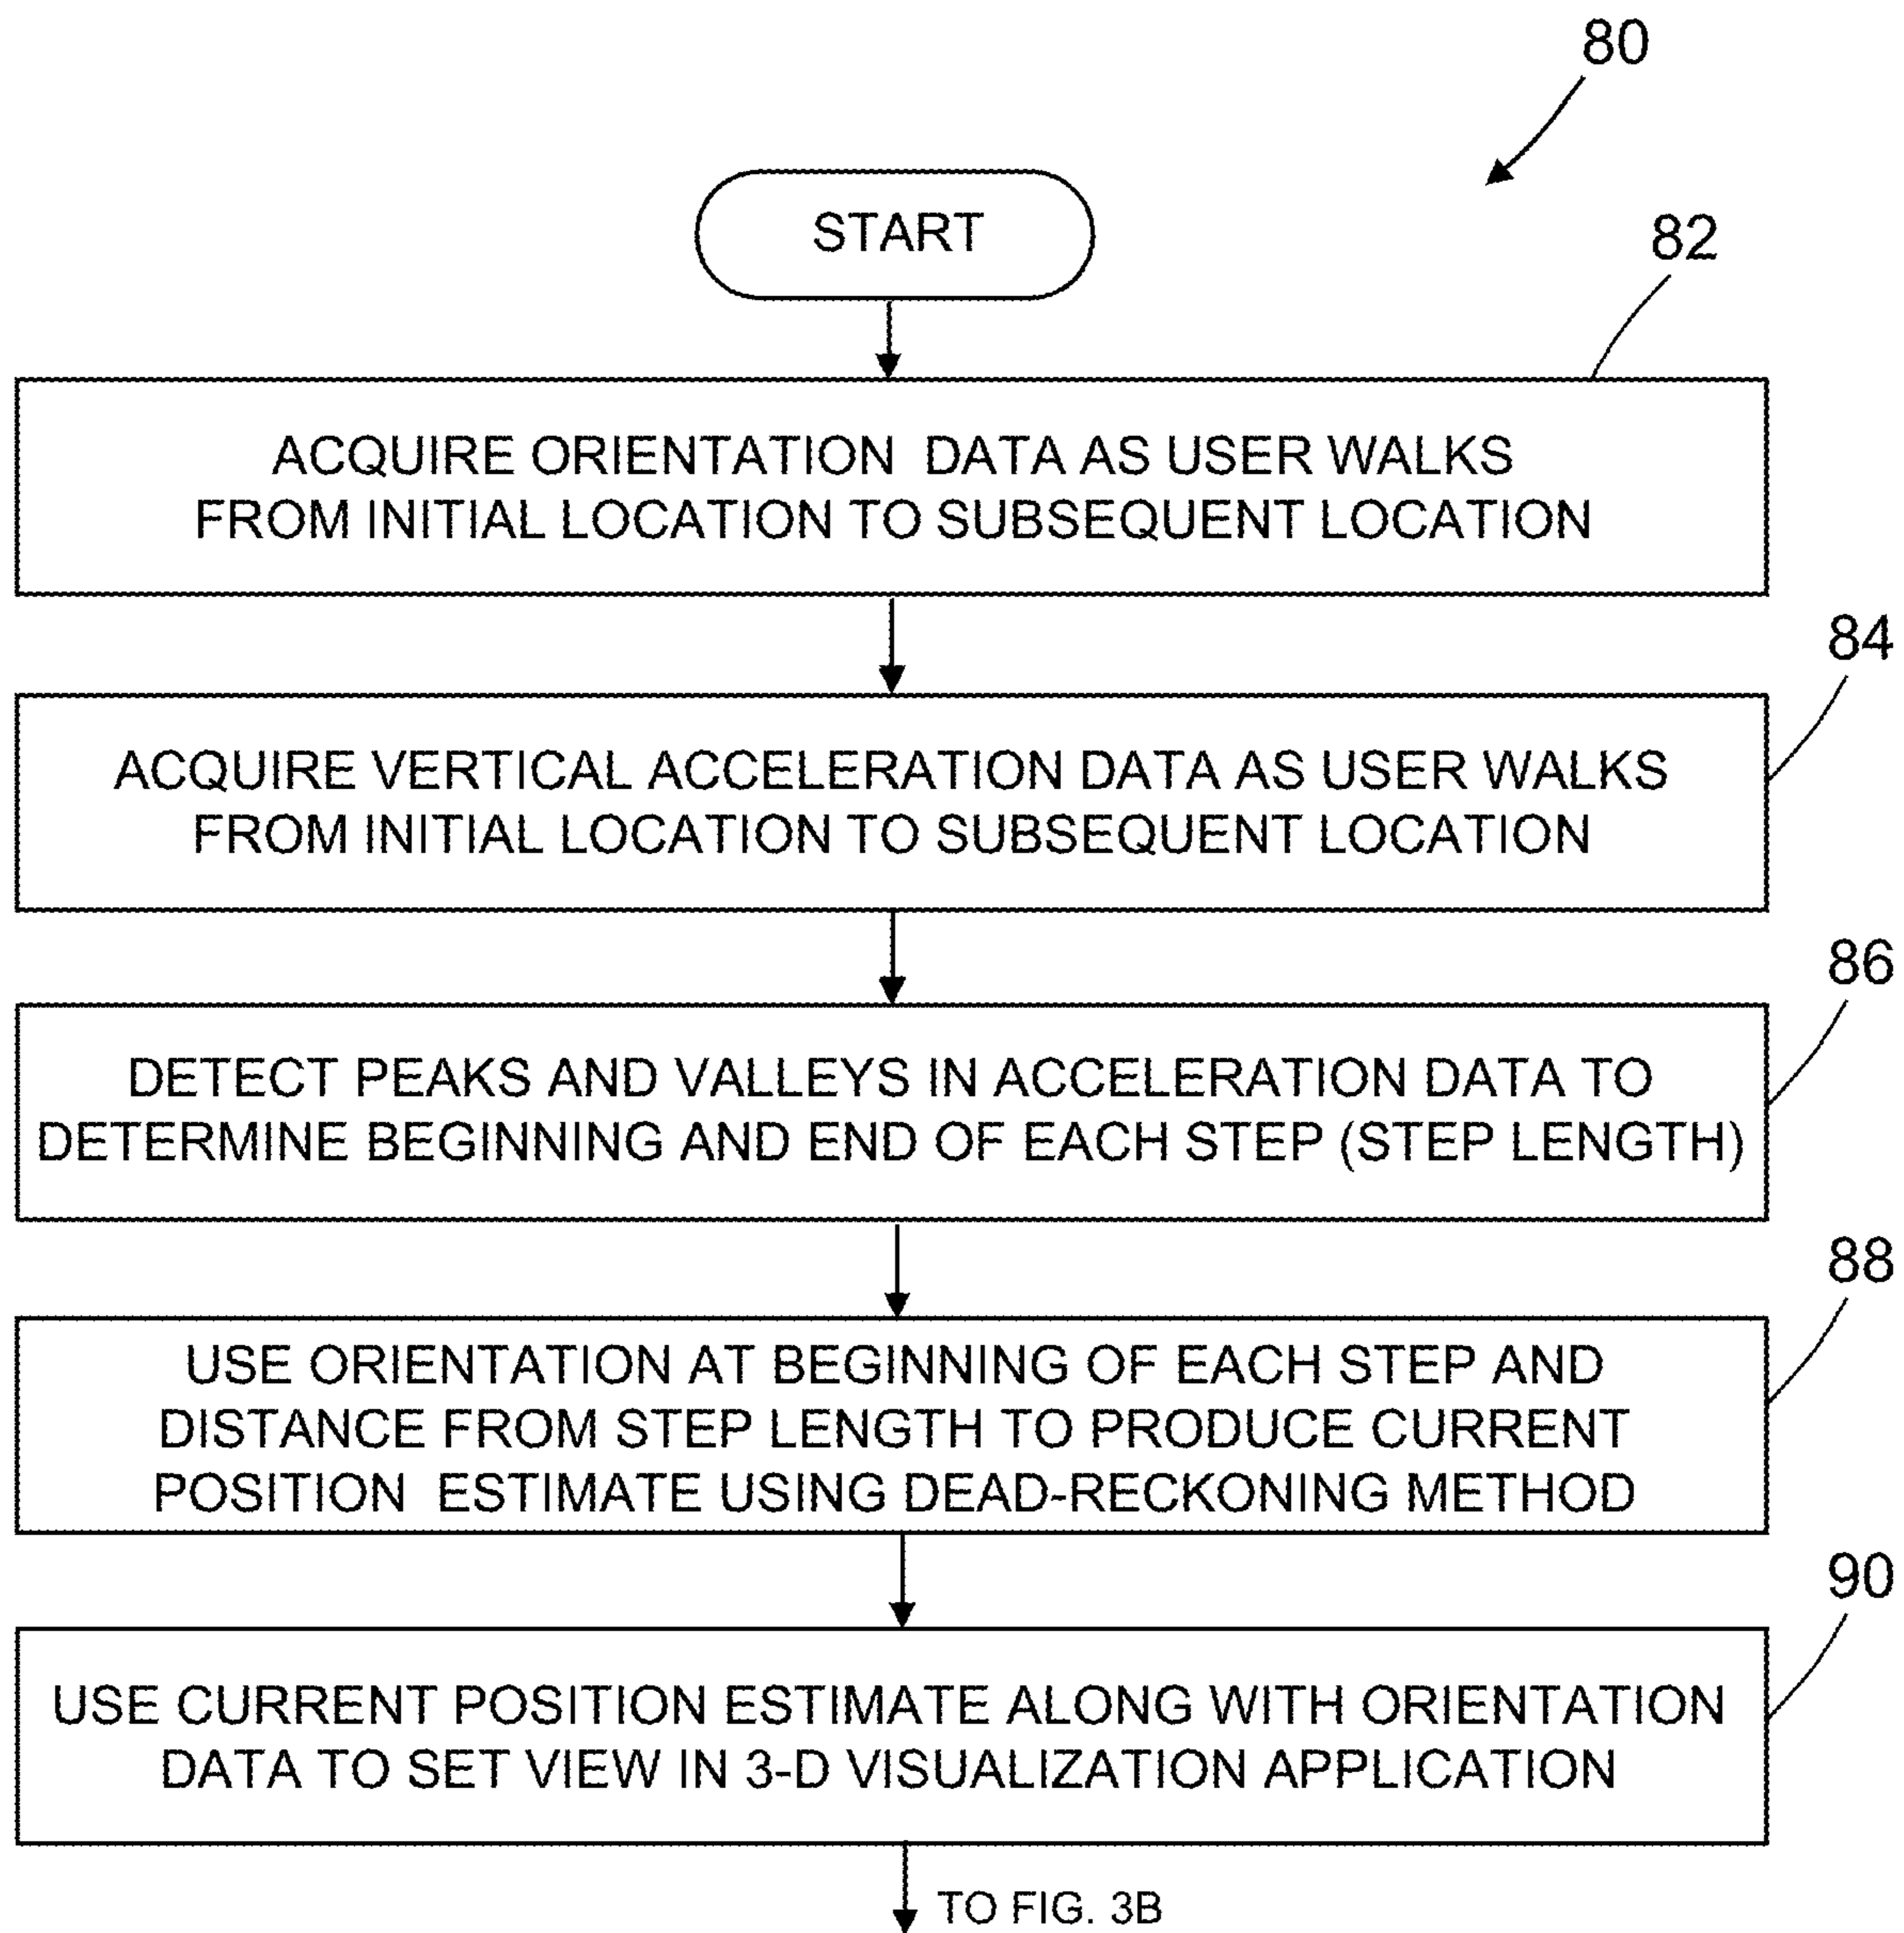 80
START
82
ACQUIRE ORIENTATION DATA AS USER WALKS
FROM INITIAL LOCATION TO SUBSEQUENT LOCATION
84
ACQUIRE VERTICAL ACCELERATION DATA AS USER WALKS
FROM INITIAL LOCATION TO SUBSEQUENT LOCATION
86
DETECT PEAKS AND VALLEYS IN ACCELERATION DATA TO
DETERMINE BEGINNING AND END OF EACH STEP (STEP LENGTH)
88
USE ORIENTATION AT BEGINNING OF EACH STEP AND
DISTANCE FROM STEP LENGTH TO PRODUCE CURRENT
POSITION ESTIMATE USING DEAD-RECKONING METHOD
90
USE CURRENT POSITION ESTIMATE ALONG WITH ORIENTATION
DATA TO SET VIEW IN 3-D VISUALIZATION APPLICATION
TO FIG. 3B